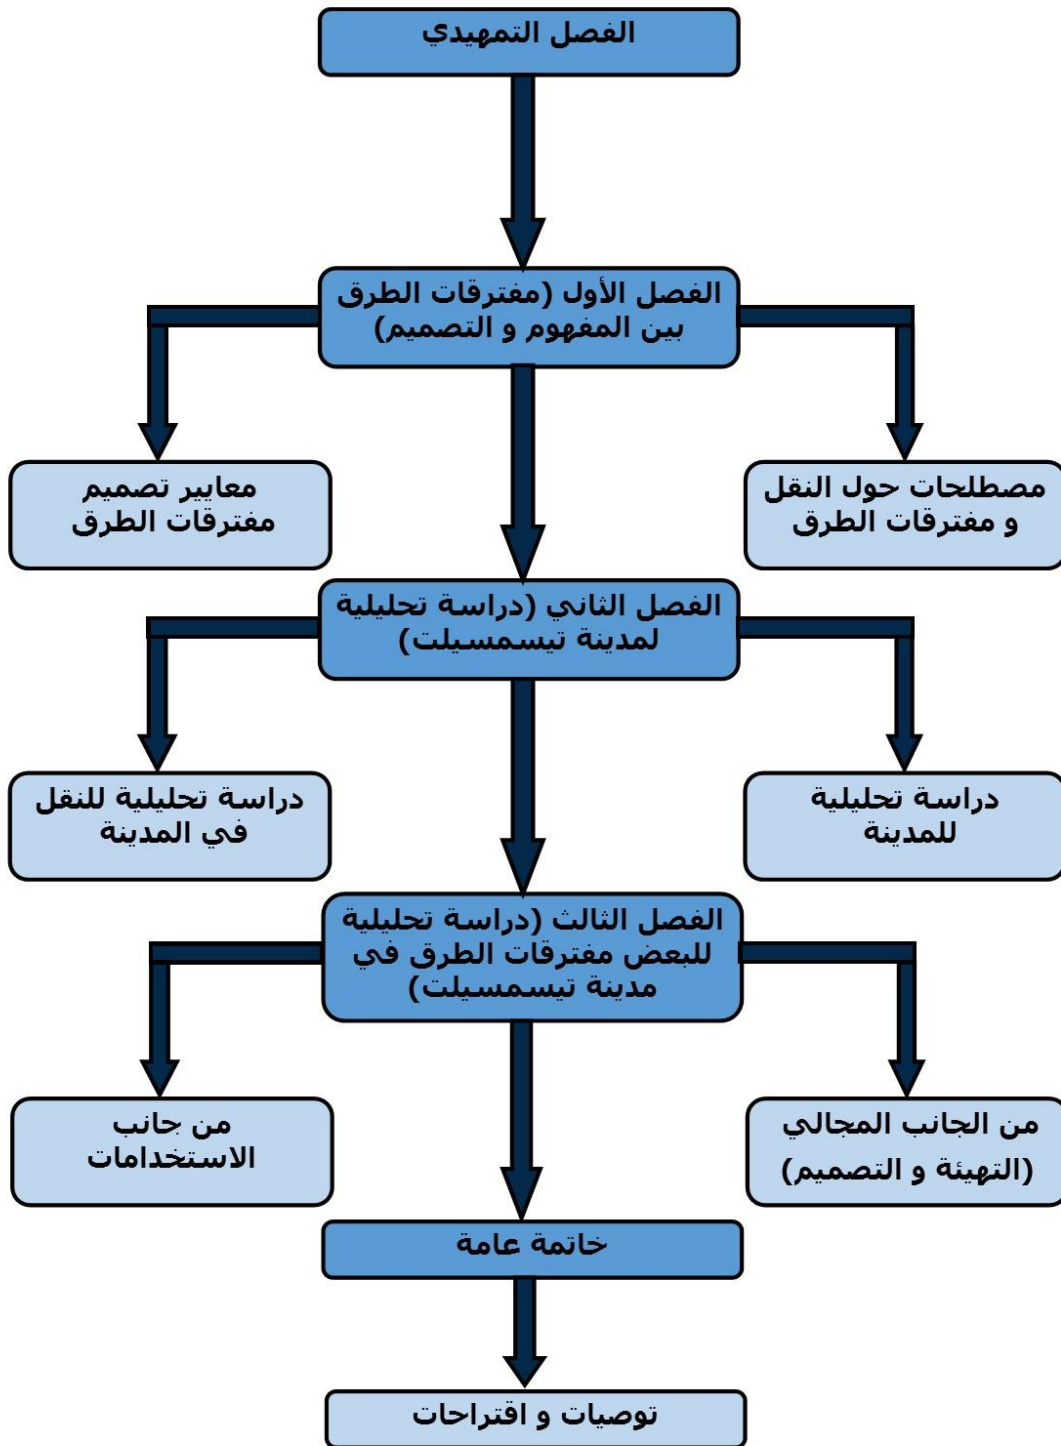 الفصل التمهيدي
الفصل الأول (مفترقات الطرق
بين المفهوم و التصميم)
مصطلحات حول النقل
و مفترقات الطرق
معايير تصميم
مفترقات الطرق
الفصل الثاني (دراسة تحليلية
لمدينة تيسمسيلت)
دراسة تحليلية
للمدينة
دراسة تحليلية للنقل
في المدينة
الفصل الثالث (دراسة تحليلية
للبعض مفترقات الطرق في
مدينة تيسمسيلت)
من الجانب المجالي
(التهيئة و التصميم)
من جانب
الاستخدامات
خاتمة عامة
توصيات و اقتراحات